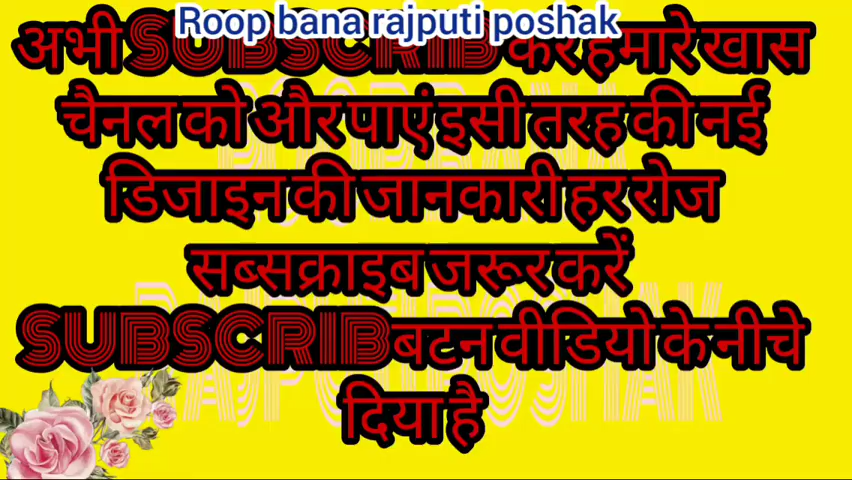 Roop bana rajputi poshak
अभी SUBSCRIB करें हमारे खास
चैनल को और पाएं इसी तरह की नई
डिजाइन की जानकारी हर रोज
सब्सक्राइब जरूर करें
SUBSCRIB बटन वीडियो के नीचे
दिया है